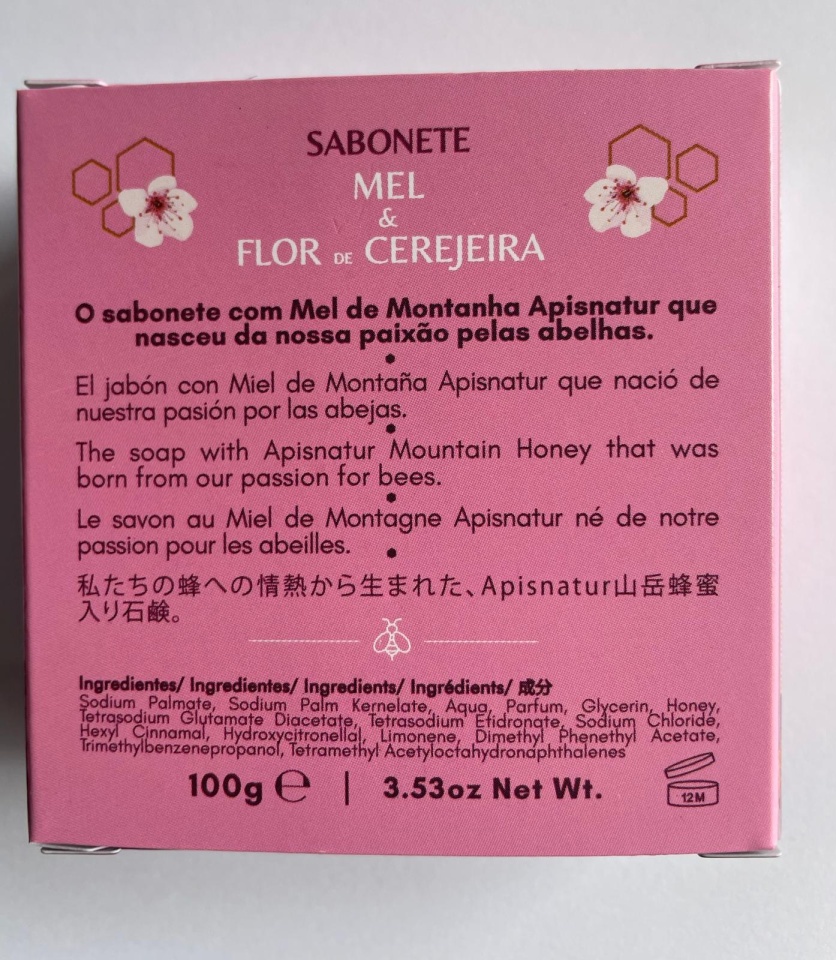 SABONETE
MEL
&
FLOR DE CEREJEIRA
O sabonete com Mel de Montanha Apisnatur que
nasceu da nossa paixão pelas abelhas.
El jabón con Miel de Montaña Apisnatur que nació de
nuestra pasión por las abejas.
The soap with Apisnatur Mountain Honey that was
born from our passion for bees.
Le savon au Miel de Montagne Apisnatur né de notre
passion pour les abeilles.
私たちの蜂への情熱から生まれた、Apisnatur山岳蜂蜜
入り石鹸。
Ingredientes/ Ingredientes/ Ingredients/ Ingrédients/ 成分
Sodium Palmate, Sodium Palm Kernelate, Aqua, Parfum, Glycerin, Honey,
Tetrasodium Glutamate Diacetate, Tetrasodium Etidronate, Sodium Chloride,
Hexyl Cinnamal, Hydroxycitronellal, Limonene, Dimethyl Phenethyl Acetate,
Trimethylbenzenepropanol, Tetramethyl Acetyloctahydronaphthalenes
100g ℮ | 3.53oz Net Wt.
12M